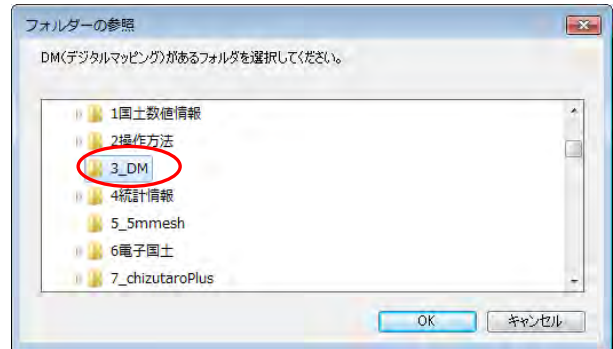 フォルダーの参照
DM(デジタルマッピング)があるフォルダを選択してください。
1国土数値情報
2操作方法
3_DM
4統計情報
5_5mmesh
6電子国土
7_chizutaroPlus
OK キャンセル